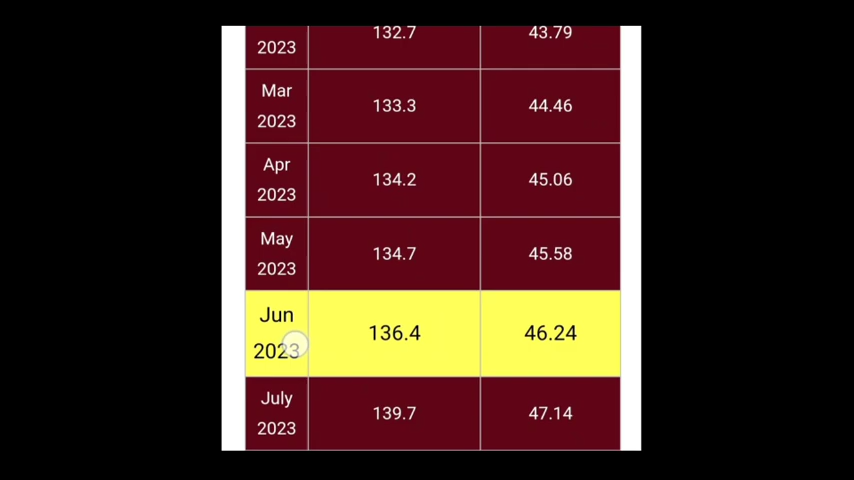 2023 132.7 43.79
Mar
2023 133.3 44.46
Apr
2023 134.2 45.06
May
2023 134.7 45.58
Jun
2023 136.4 46.24
July
2023 139.7 47.14